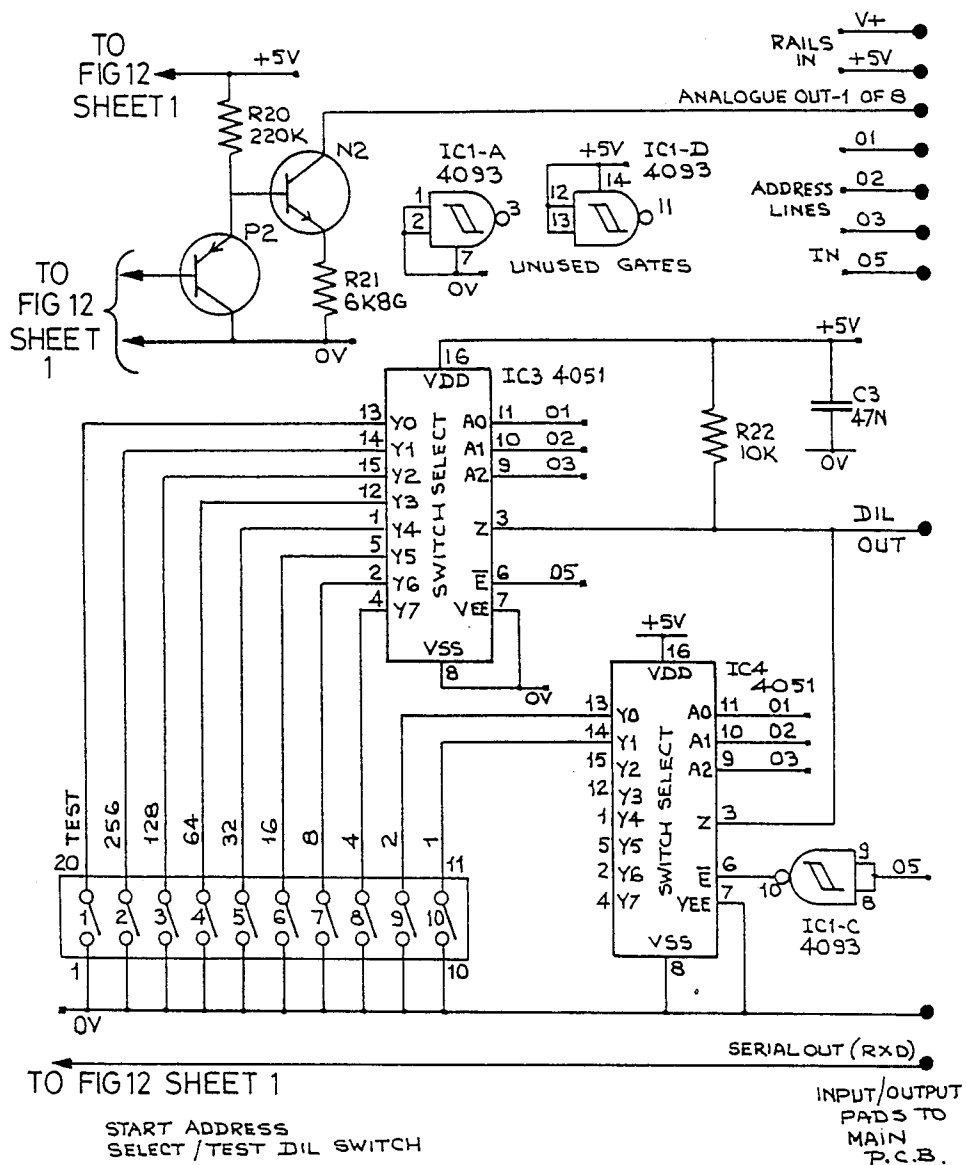 TO
FIG 12
SHEET 1
+5V
R20
220K
N2
P2
R21
6K8G
TO
FIG 12
SHEET
1
0V
IC1-A
4093
1
2
3
7
0V
+5V
IC1-D
4093
14
12
13
11
UNUSED GATES
V+
RAILS
IN
+5V
ANALOGUE OUT-1 OF 8
01
ADDRESS
LINES
02
03
IN
05
+5V
C3
47N
0V
R22
10K
16
VDD
IC3 4051
SWITCH SELECT
13 Y0
14 Y1
15 Y2
12 Y3
1 Y4
5 Y5
2 Y6
4 Y7
A0 11 01
A1 10 02
A2 9 03
Z 3
E 6 05
VEE 7
VSS
8
0V
DIL
OUT
+5V
16
VDD
IC4
4051
SWITCH SELECT
13 Y0
14 Y1
15 Y2
12 Y3
1 Y4
5 Y5
2 Y6
4 Y7
A0 11 01
A1 10 02
A2 9 03
Z 3
E 6
YEE 7
VSS
8
10
9
8
05
IC1-C
4093
TEST
256
128
64
32
16
8
4
2
1
20
11
1 2 3 4 5 6 7 8 9 10
1
10
0V
SERIAL OUT (RXD)
TO FIG 12 SHEET 1
INPUT/OUTPUT
PADS TO
MAIN
P.C.B.
START ADDRESS
SELECT / TEST DIL SWITCH